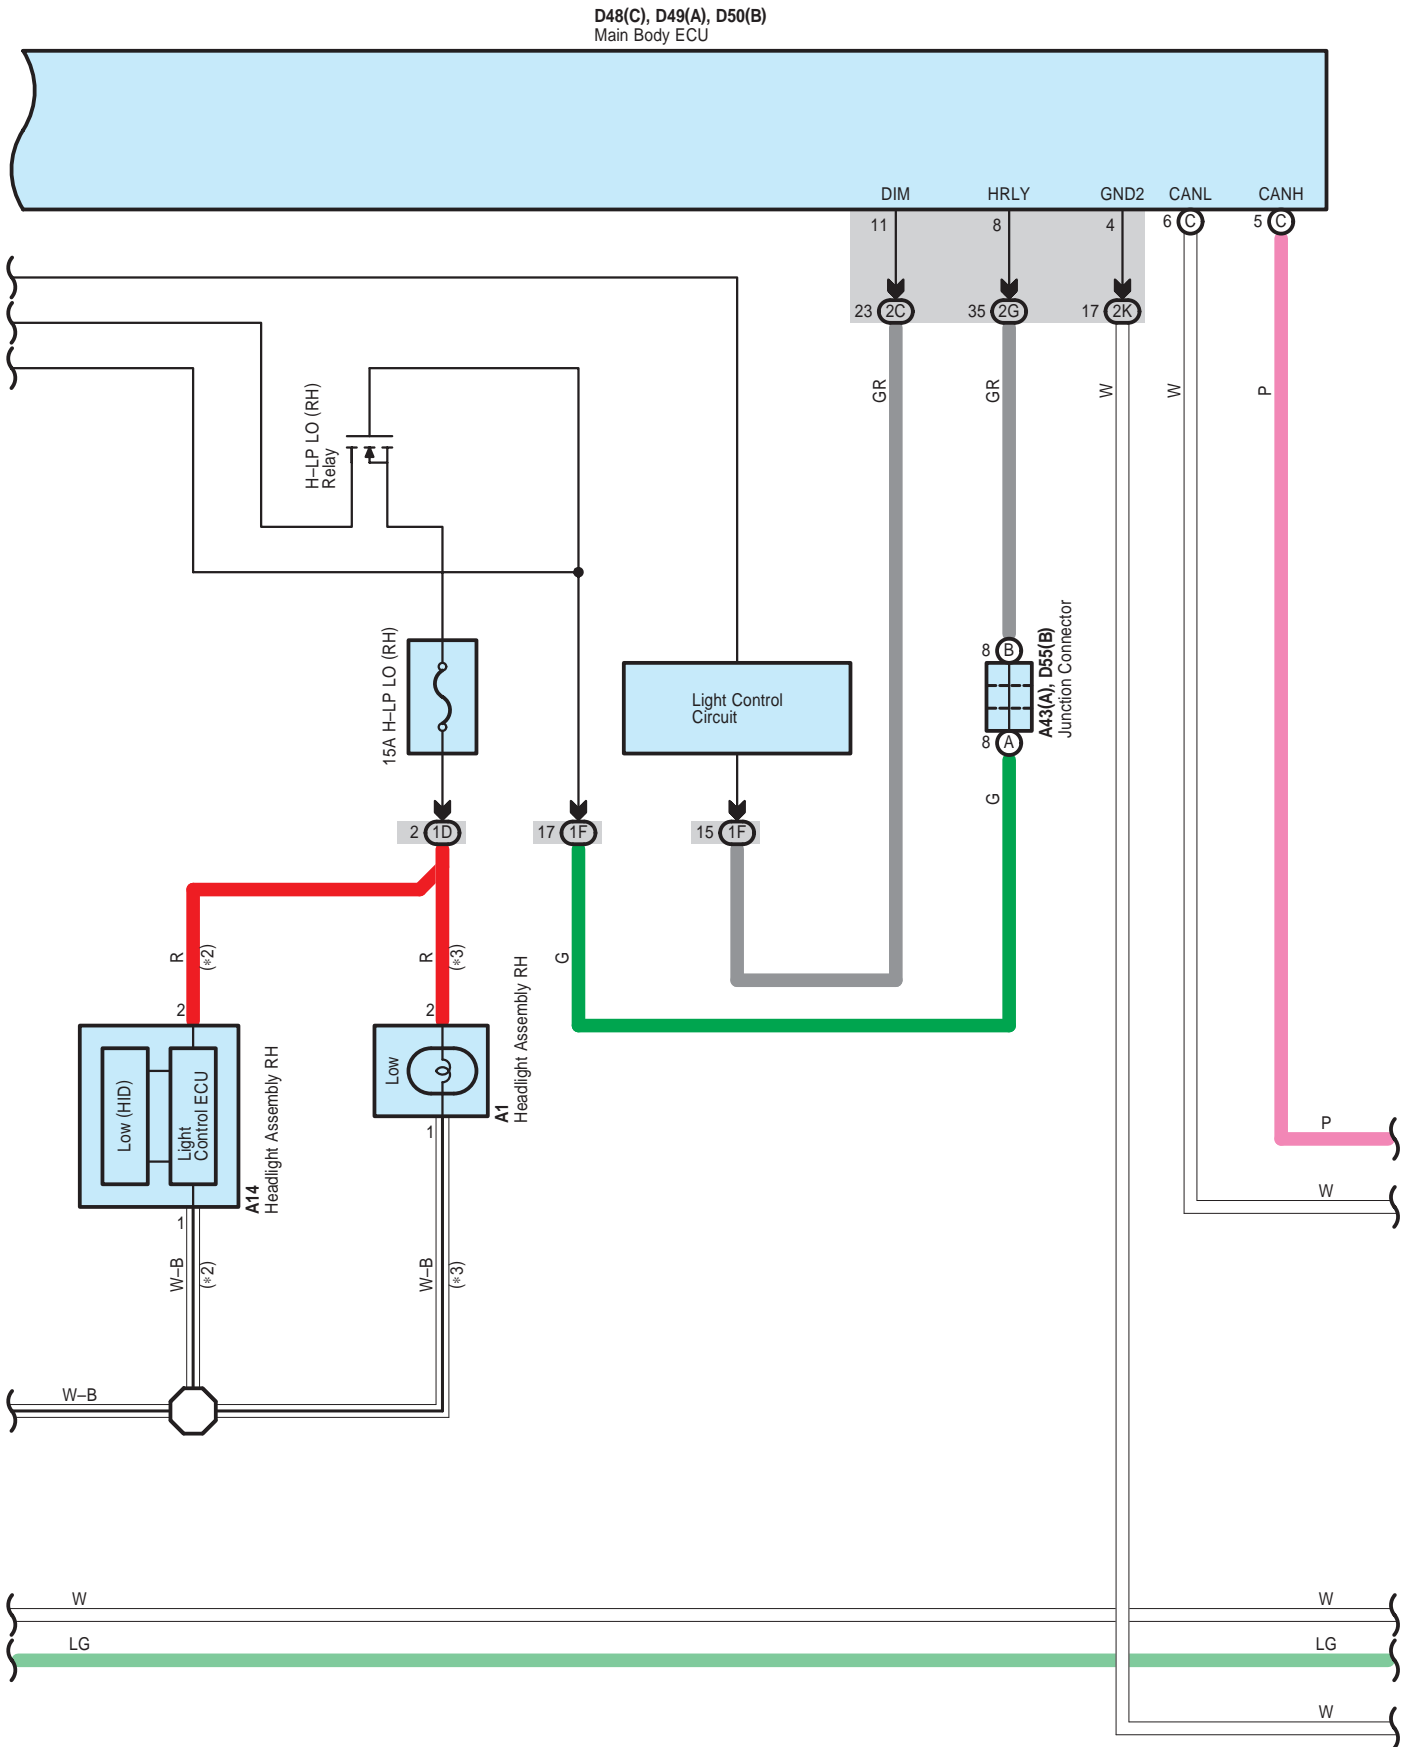 D48(C), D49(A), D50(B)
Main Body ECU
DIM
HRLY
GND2
CANL
CANH
11
8
4
6 C
5 C
23 2C
35 2G
17 2K
GR
GR
W
W
P
H–LP LO (RH)
Relay
15A H–LP LO (RH)
Light Control
Circuit
8 B
A43(A), D55(B)
Junction Connector
8 A
G
2 1D
17 1F
15 1F
R
(*2)
R
(*3)
G
2
2
Low (HID)
Light
Control ECU
A14
Headlight Assembly RH
Low
A1
Headlight Assembly RH
1
1
W–B
(*2)
W–B
(*3)
P
W
W–B
W
W
LG
LG
W